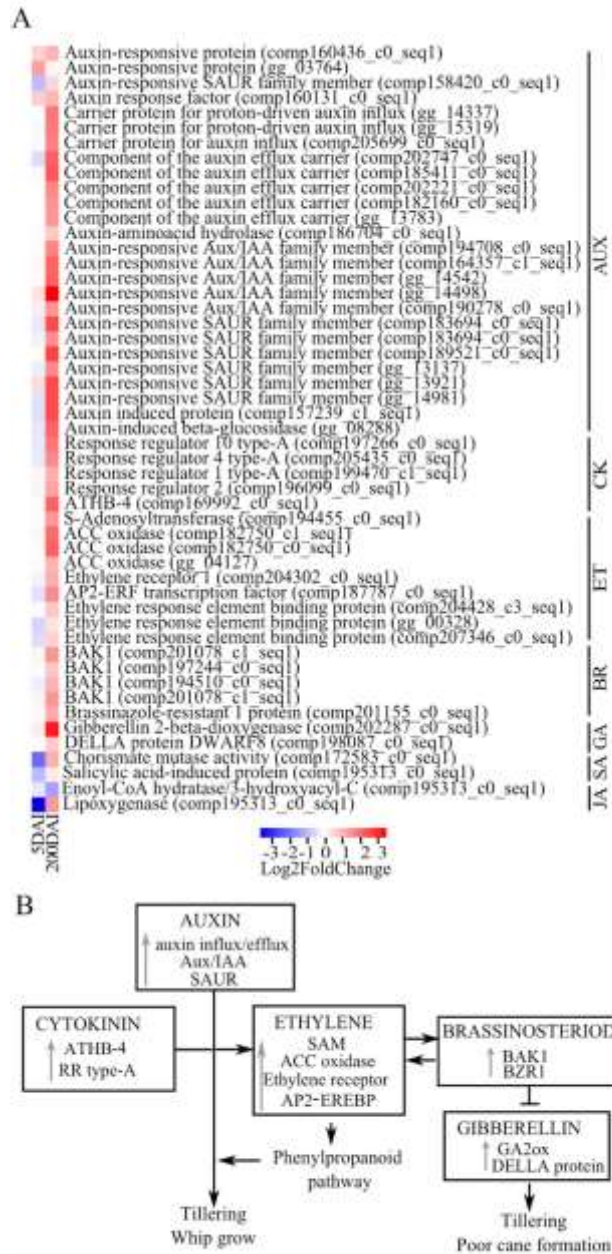 A
Auxin-responsive protein (comp160436_c0_seq1)
Auxin-responsive protein (gg_03764)
Auxin-responsive SAUR family member (comp158420_c0_seq1)
Auxin response factor (comp160131_c0_seq1)
Carrier protein for proton-driven auxin influx (gg_14337)
Carrier protein for proton-driven auxin influx (gg_15319)
Carrier protein for auxin influx (comp205699_c0_seq1)
Component of the auxin efflux carrier (comp202747_c0_seq1)
Component of the auxin efflux carrier (comp185411_c0_seq1)
Component of the auxin efflux carrier (comp202221_c0_seq1)
Component of the auxin efflux carrier (comp182160_c0_seq1)
Component of the auxin efflux carrier (gg_13783)
Auxin-aminoacid hydrolase (comp186704_c0_seq1)
Auxin-responsive Aux/IAA family member (comp194708_c0_seq1)
Auxin-responsive Aux/IAA family member (comp164357_c1_seq1)
Auxin-responsive Aux/IAA family member (gg_14542)
Auxin-responsive Aux/IAA family member (gg_14498)
Auxin-responsive Aux/IAA family member (comp190278_c0_seq1)
Auxin-responsive SAUR family member (comp183694_c0_seq1)
Auxin-responsive SAUR family member (comp183694_c0_seq1)
Auxin-responsive SAUR family member (comp189521_c0_seq1)
Auxin-responsive SAUR family member (gg_13137)
Auxin-responsive SAUR family member (gg_13921)
Auxin-responsive SAUR family member (gg_14981)
Auxin induced protein (comp157239_c1_seq1)
Auxin-induced beta-glucosidase (gg_08288)
AUX
Response regulator 10 type-A (comp197266_c0_seq1)
Response regulator 4 type-A (comp205435_c0_seq1)
Response regulator 1 type-A (comp199470_c1_seq1)
Response regulator 2 (comp196099_c0_seq1)
ATHB-4 (comp169992_c0_seq1)
CK
S-Adenosyltransferase (comp194455_c0_seq1)
ACC oxidase (comp182750_c1_seq1)
ACC oxidase (comp182750_c0_seq1)
ACC oxidase (gg_04127)
Ethylene receptor 1 (comp204302_c0_seq1)
AP2-ERF transcription factor (comp187787_c0_seq1)
Ethylene response element binding protein (comp204428_c3_seq1)
Ethylene response element binding protein (gg_00328)
Ethylene response element binding protein (comp207346_c0_seq1)
ET
BAK1 (comp201078_c1_seq1)
BAK1 (comp197244_c0_seq1)
BAK1 (comp194510_c0_seq1)
BAK1 (comp201078_c1_seq1)
Brassinazole-resistant 1 protein (comp201155_c0_seq1)
BR
Gibberellin 2-beta-dioxygenase (comp202287_c0_seq1)
DELLA protein DWARF8 (comp198087_c0_seq1)
GA
Chorismate mutase activity (comp172583_c0_seq1)
Salicylic acid-induced protein (comp195313_c0_seq1)
SA
Enoyl-CoA hydratase/3-hydroxyacyl-C (comp195313_c0_seq1)
Lipoxygenase (comp195313_c0_seq1)
JA
5DAI
200DAI
-3 -2 -1 0 1 2 3
Log2FoldChange
B
AUXIN
auxin influx/efflux
Aux/IAA
SAUR
CYTOKININ
ATHB-4
RR type-A
ETHYLENE
SAM
ACC oxidase
Ethylene receptor
AP2-EREBP
BRASSINOSTERIOD
BAK1
BZR1
GIBBERELLIN
GA2ox
DELLA protein
Phenylpropanoid
pathway
Tillering
Whip grow
Tillering
Poor cane formation